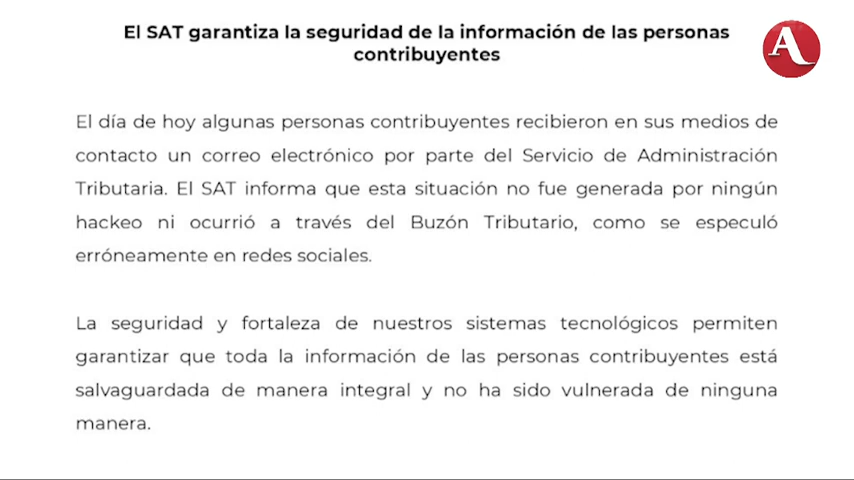 El SAT garantiza la seguridad de la información de las personas
contribuyentes
A
El día de hoy algunas personas contribuyentes recibieron en sus medios de
contacto un correo electrónico por parte del Servicio de Administración
Tributaria. El SAT informa que esta situación no fue generada por ningún
hackeo ni ocurrió a través del Buzón Tributario, como se especuló
erróneamente en redes sociales.
La seguridad y fortaleza de nuestros sistemas tecnológicos permiten
garantizar que toda la información de las personas contribuyentes está
salvaguardada de manera integral y no ha sido vulnerada de ninguna
manera.